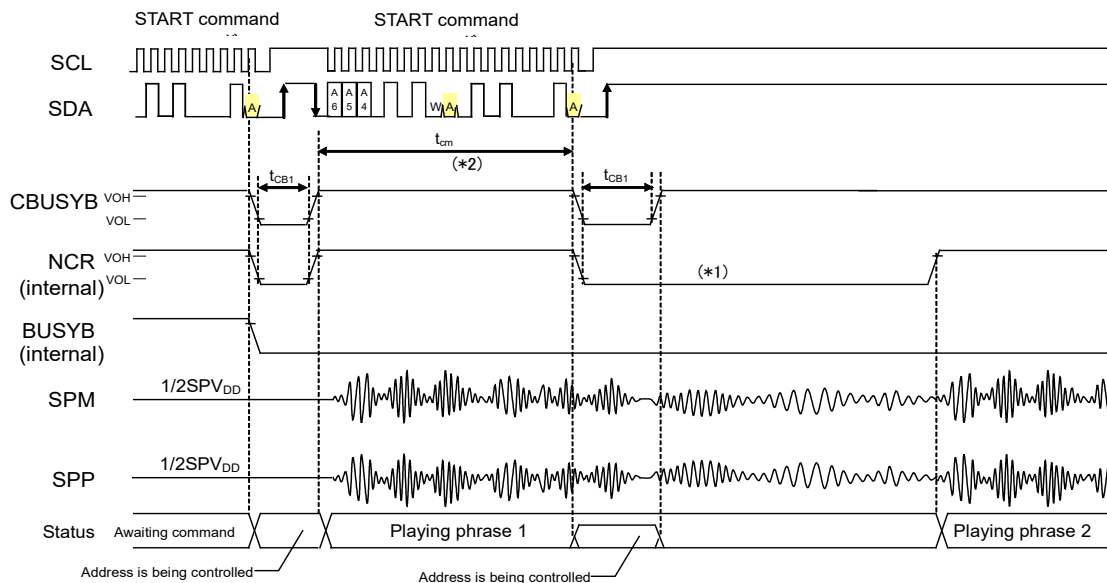 START command START command
SCL
SDA A A 6 A 5 A 4 W A A
tcm
(*2)
tCB1 tCB1
CBUSYB VOH
VOL
NCR VOH
(internal) VOL
(*1)
BUSYB
(internal)
SPM 1/2SPVDD
SPP 1/2SPVDD
Status Awaiting command Playing phrase 1 Playing phrase 2
Address is being controlled Address is being controlled